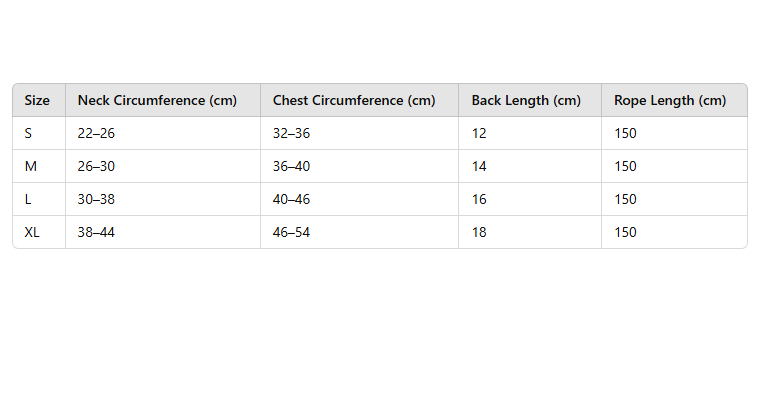 Size Neck Circumference (cm) Chest Circumference (cm) Back Length (cm) Rope Length (cm)
S 22–26 32–36 12 150
M 26–30 36–40 14 150
L 30–38 40–46 16 150
XL 38–44 46–54 18 150